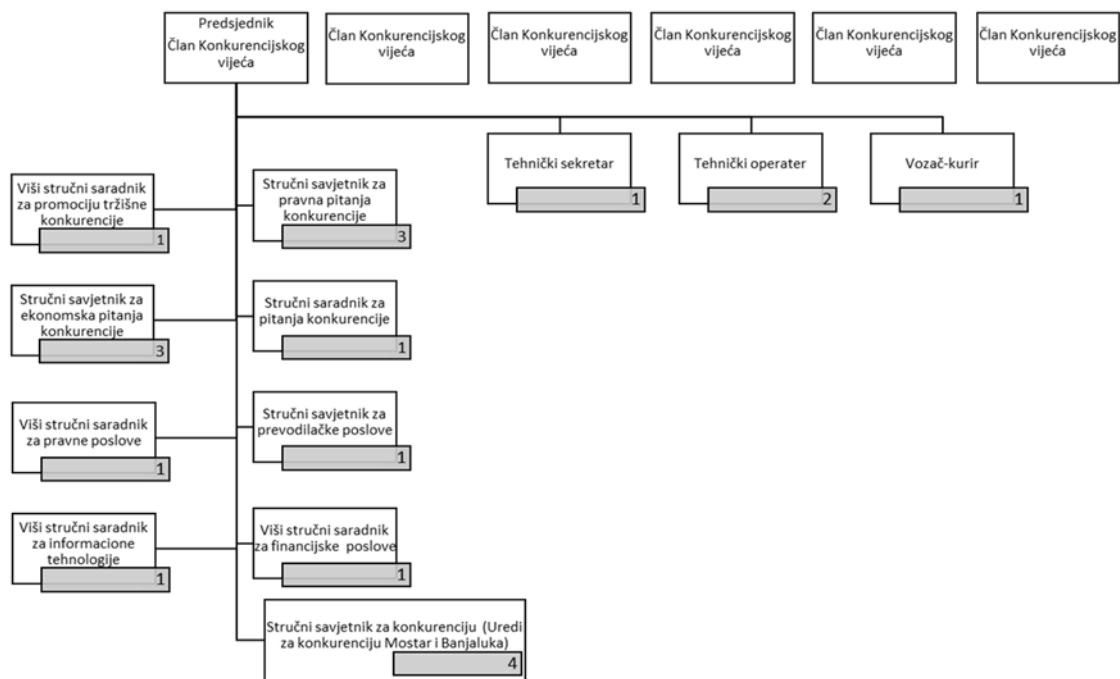 Predsjednik
Član Konkurencijskog
vijeća
Član Konkurencijskog
vijeća
Član Konkurencijskog
vijeća
Član Konkurencijskog
vijeća
Član Konkurencijskog
vijeća
Član Konkurencijskog
vijeća
Tehnički sekretar
1
Tehnički operater
2
Vozač-kurir
1
Viši stručni saradnik
za promociju tržišne
konkurencije
1
Stručni savjetnik za
pravna pitanja
konkurencije
3
Stručni savjetnik za
ekonomska pitanja
konkurencije
3
Stručni saradnik za
pitanja konkurencije
1
Viši stručni saradnik
za pravne poslove
1
Stručni savjetnik za
prevodilačke poslove
1
Viši stručni saradnik
za informacione
tehnologije
1
Viši stručni saradnik
za financijske poslove
1
Stručni savjetnik za konkurenciju (Uredi
za konkurenciju Mostar i Banjaluka)
4